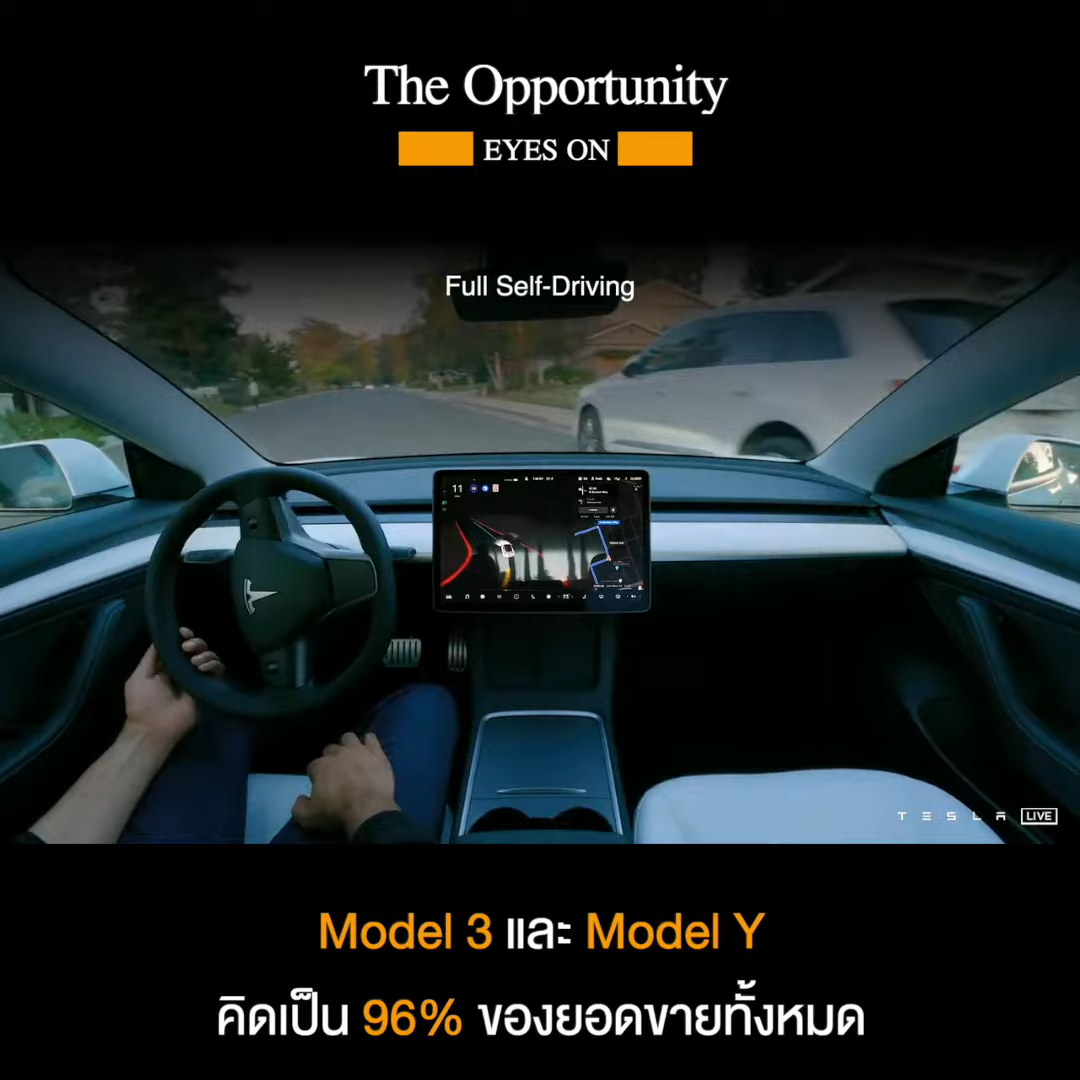 The Opportunity
EYES ON
Full Self-Driving
11
TESLA LIVE
Model 3 และ Model Y
คิดเป็น 96% ของยอดขายทั้งหมด